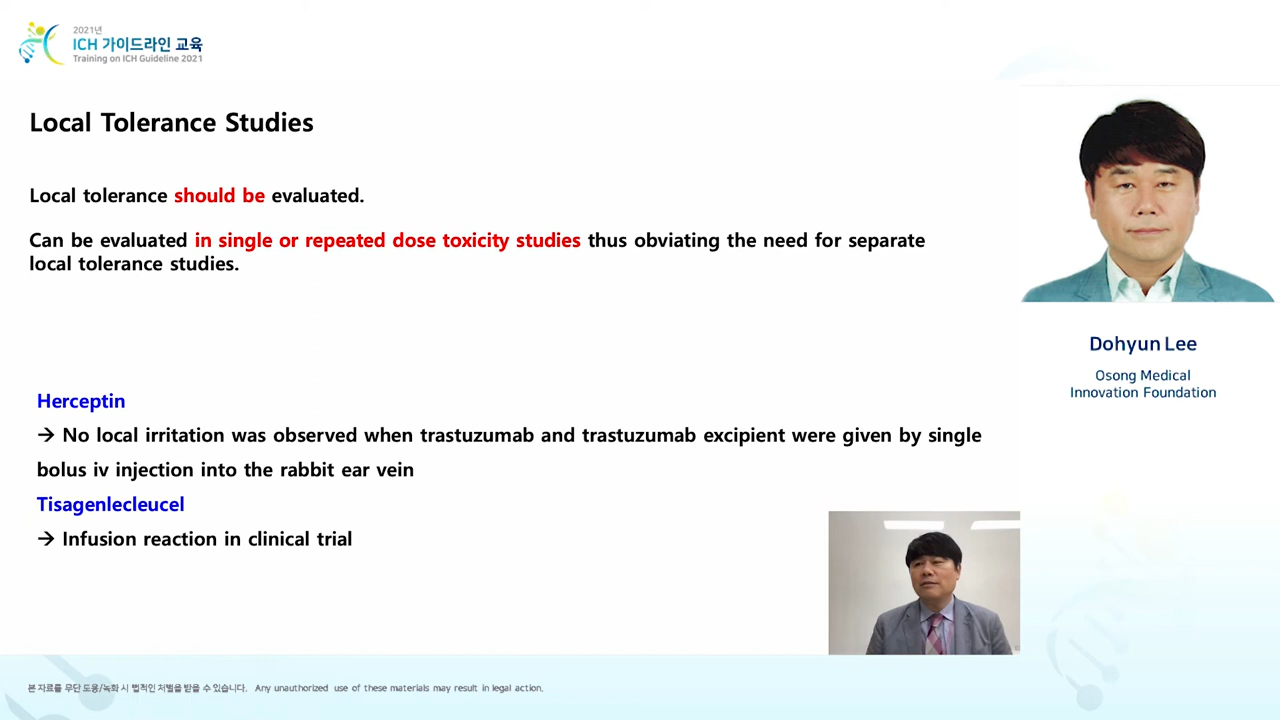 2021년
ICH 가이드라인 교육
Training on ICH Guideline 2021
Local Tolerance Studies
Local tolerance should be evaluated.
Can be evaluated in single or repeated dose toxicity studies thus obviating the need for separate
local tolerance studies.
Herceptin
→ No local irritation was observed when trastuzumab and trastuzumab excipient were given by single
bolus iv injection into the rabbit ear vein
Tisagenlecleucel
→ Infusion reaction in clinical trial
Dohyun Lee
Osong Medical
Innovation Foundation
본 자료를 무단 도용/녹화 시 법적인 처벌을 받을 수 있습니다. Any unauthorized use of these materials may result in legal action.